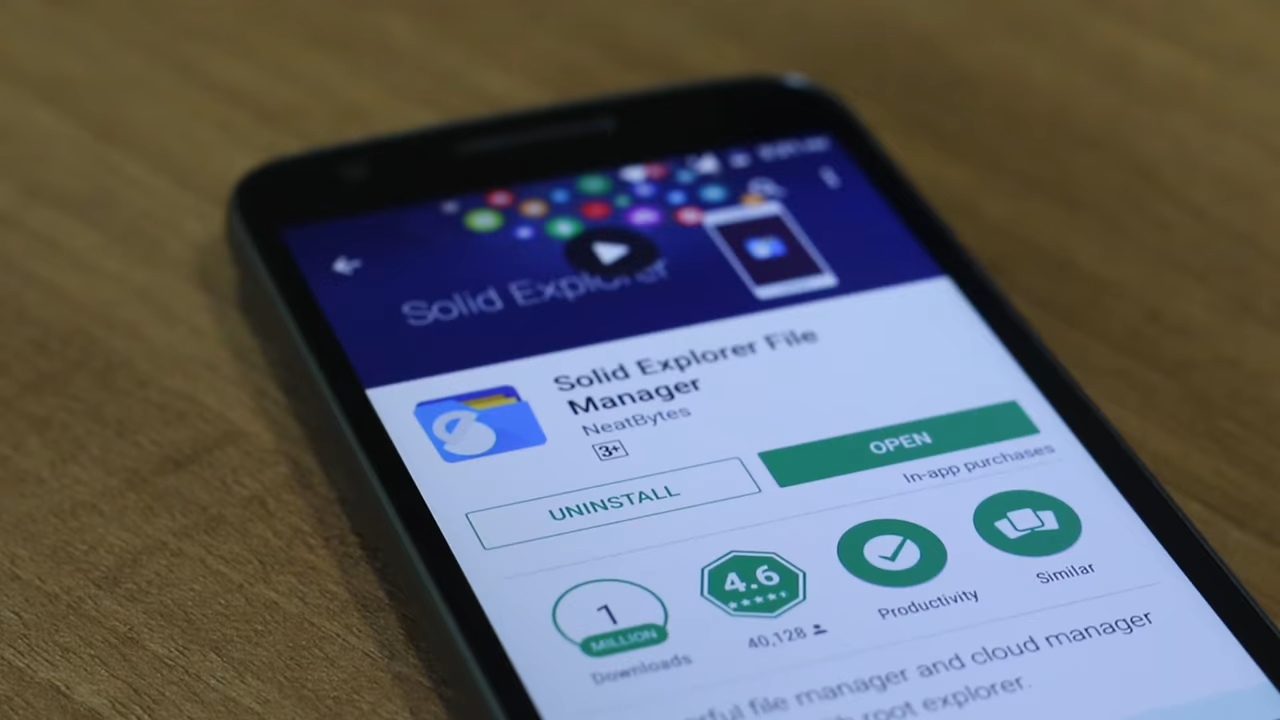 Solid Explorer
Solid Explorer File
Manager
NeatBytes
3+
UNINSTALL
OPEN
In-app purchases
1
MILLION
Downloads
4.6
40,128
Productivity
Similar
file manager and cloud manager
root explorer.